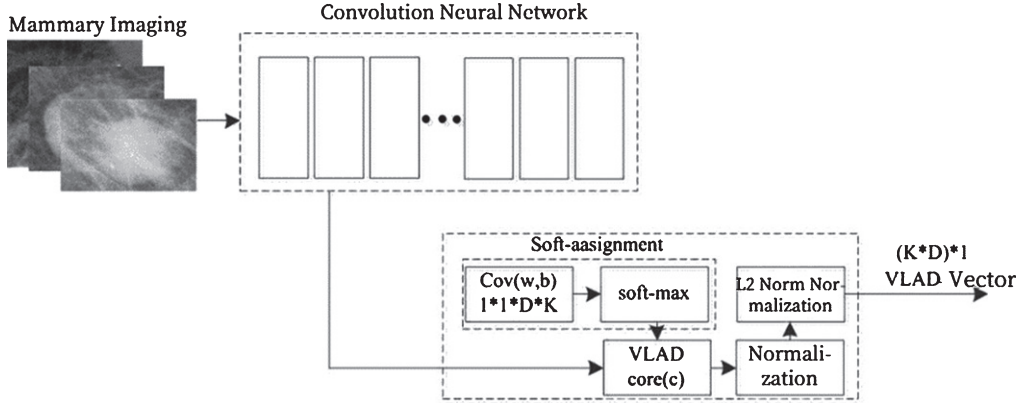 Convolution Neural Network
Mammary Imaging
Soft-aasignment
(K*D)*1
VLAD Vector
Cov(w,b)
1*1*D*K
soft-max
L2 Norm Nor-
malization
VLAD
core(c)
Normali-
zation